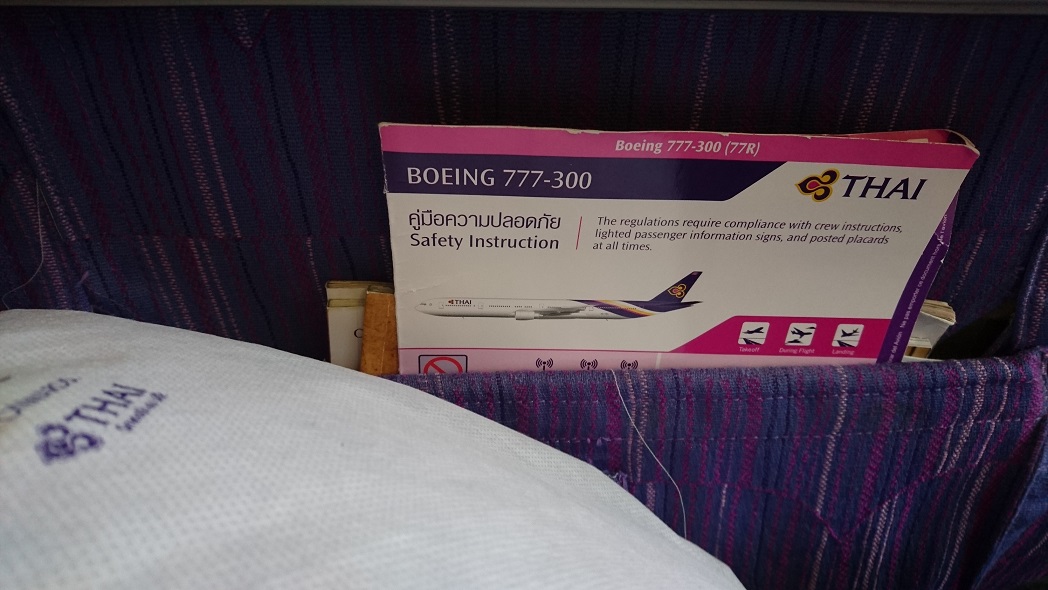 Boeing 777-300 (77R)
BOEING 777-300
THAI
คู่มือความปลอดภัย
Safety Instruction
The regulations require compliance with crew instructions,
lighted passenger information signs, and posted placards
at all times.
THAI
Takeoff
During Flight
Landing
THAI